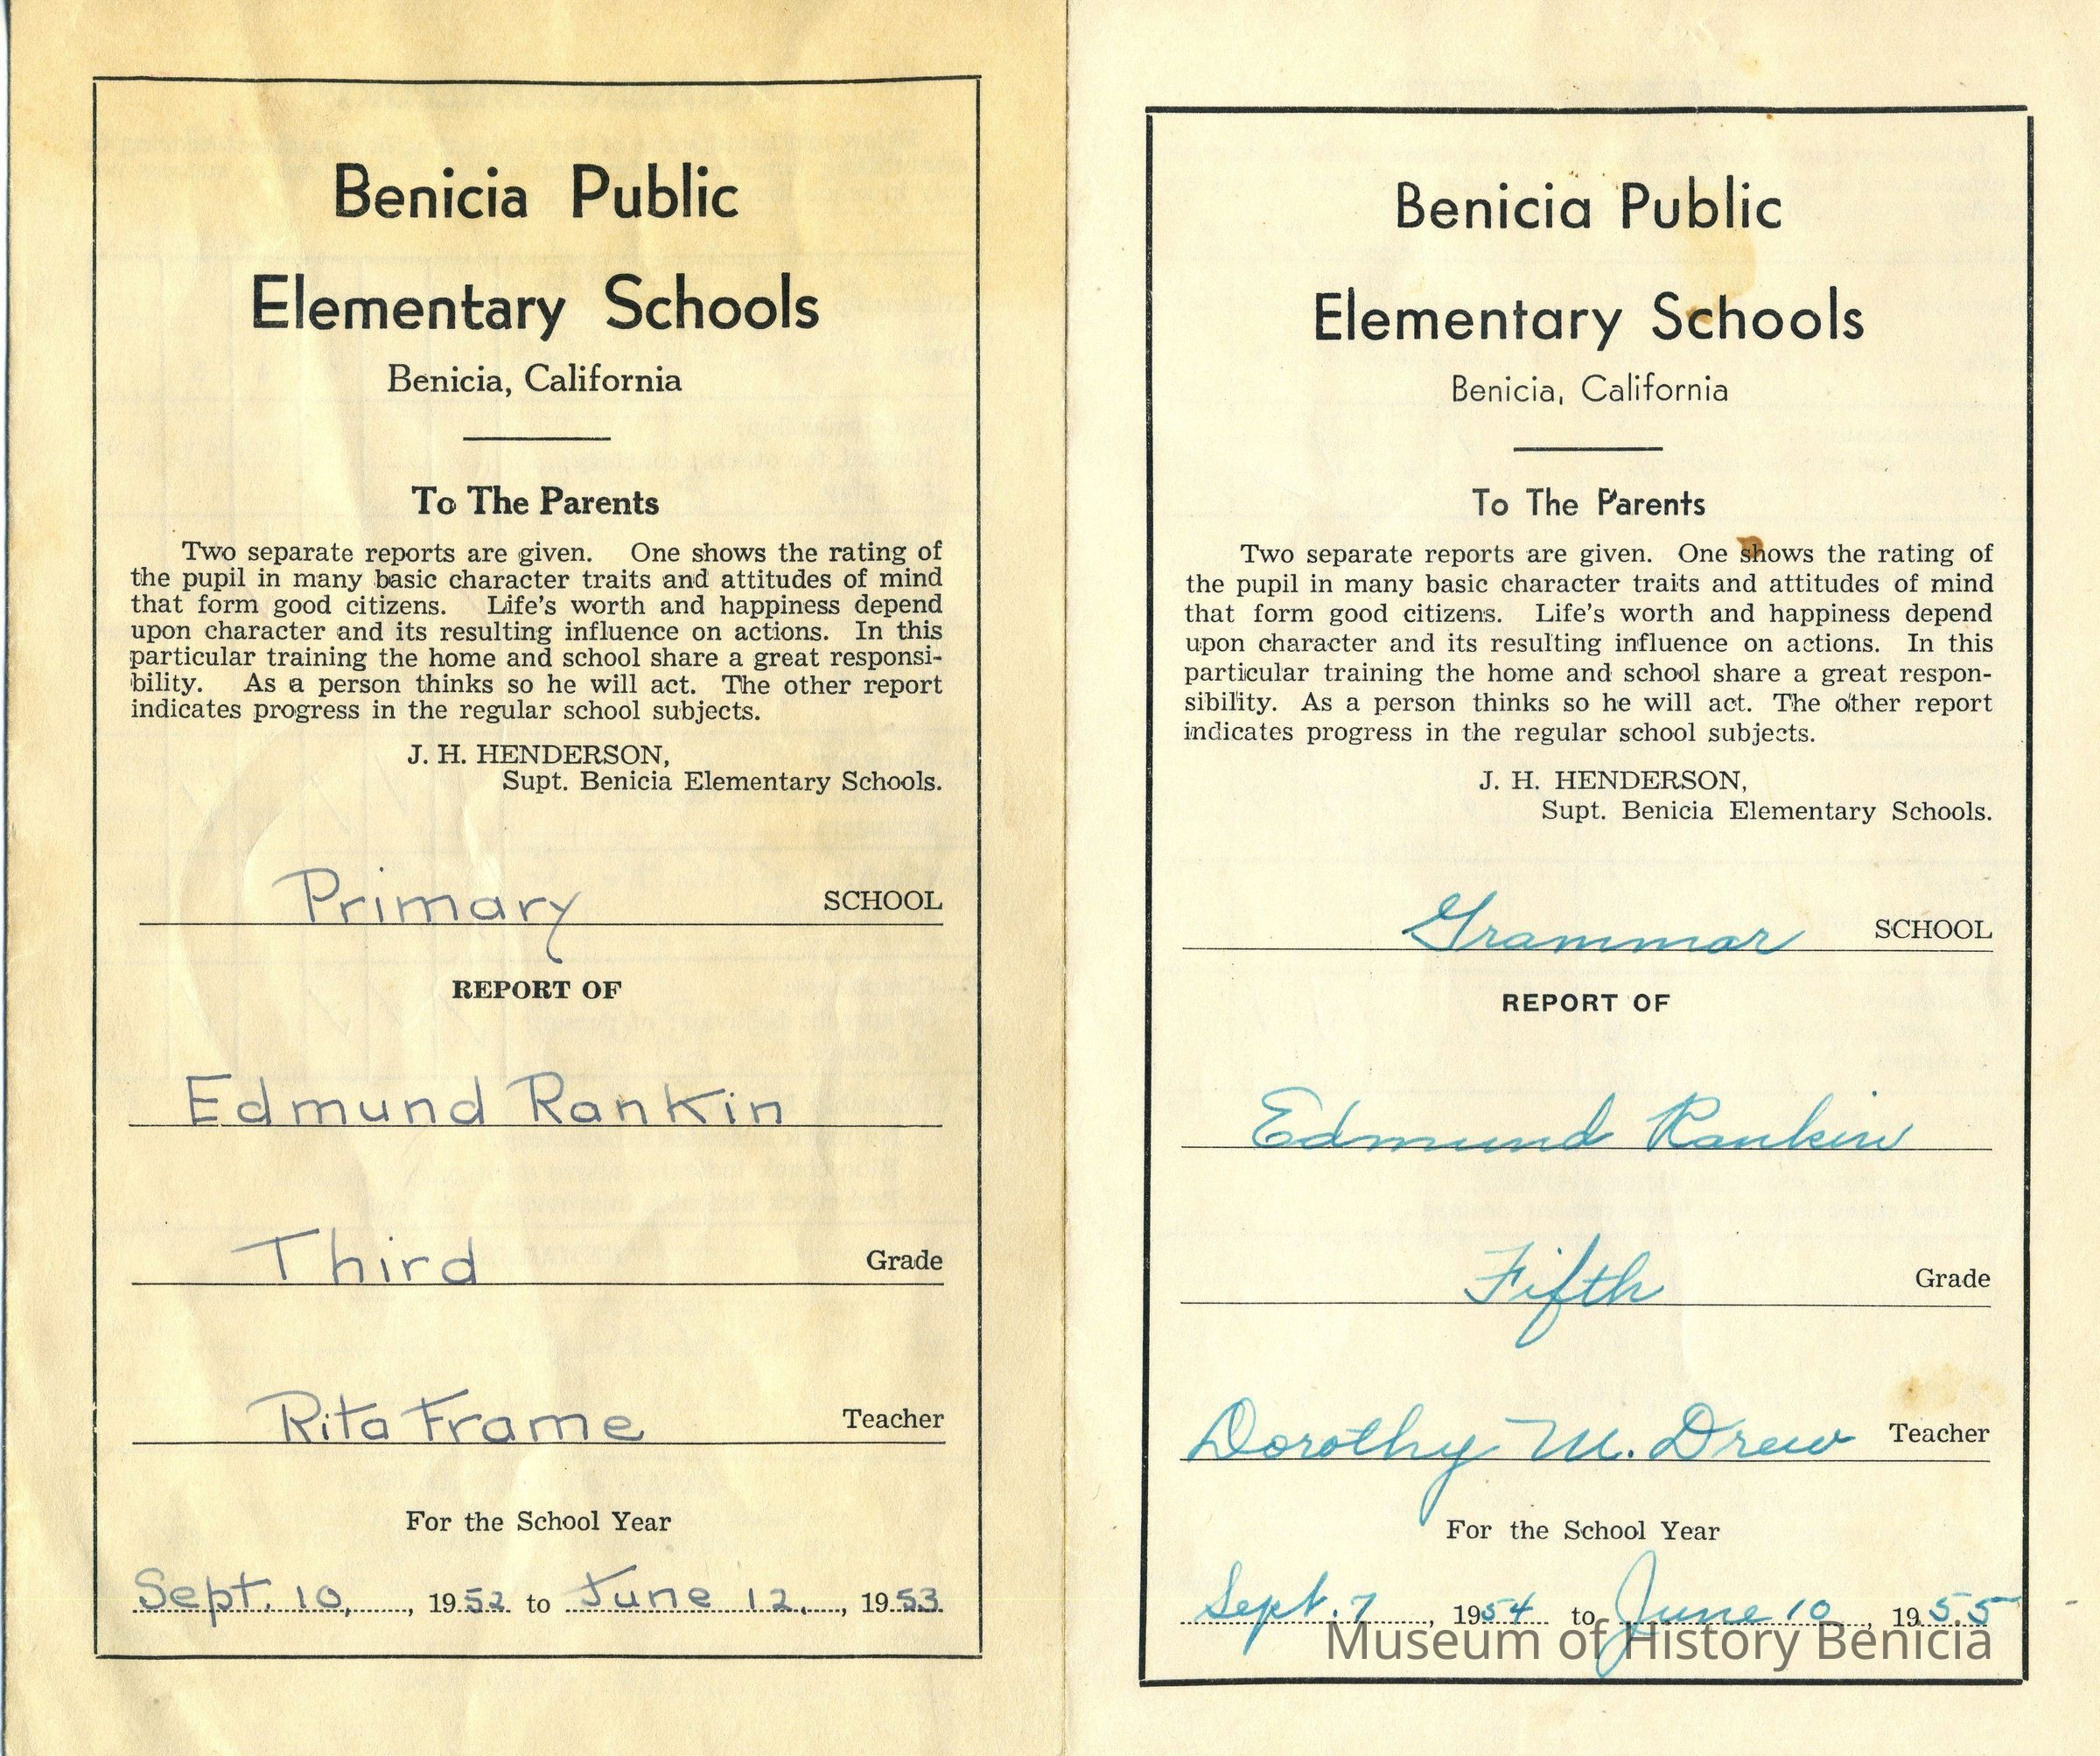 Benicia Public
Elementary Schools
Benicia, California
To The Parents
Two separate reports are given. One shows the rating of
the pupil in many basic character traits and attitudes of mind
that form good citizens. Life's worth and happiness depend
upon character and its resulting influence on actions. In this
particular training the home and school share a great responsi-
bility. As a person thinks so he will act. The other report
indicates progress in the regular school subjects.
J. H. HENDERSON,
Supt. Benicia Elementary Schools.
Primary SCHOOL
REPORT OF
Edmund Rankin
Third Grade
Rita Frame Teacher
For the School Year
Sept. 10, , 1952 to June 12, , 1953
Benicia Public
Elementary Schools
Benicia, California
To The Parents
Two separate reports are given. One shows the rating of
the pupil in many basic character traits and attitudes of mind
that form good citizens. Life's worth and happiness depend
upon character and its resulting influence on actions. In this
particular training the home and school share a great respon-
sibility. As a person thinks so he will act. The other report
indicates progress in the regular school subjects.
J. H. HENDERSON,
Supt. Benicia Elementary Schools.
Grammar SCHOOL
REPORT OF
Edmund Rankin
Fifth Grade
Dorothy M. Drew Teacher
For the School Year
Sept. 7 , 1954 to June 10 , 1955
Museum of History Benicia